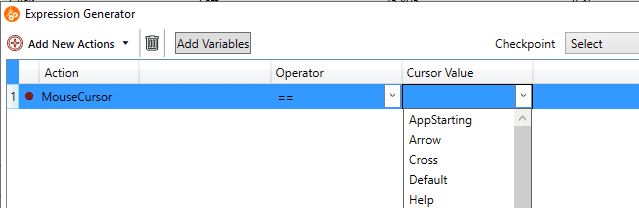 Expression Generator
Add New Actions Add Variables Checkpoint Select
Action Operator Cursor Value
1 MouseCursor ==
AppStarting
Arrow
Cross
Default
Help